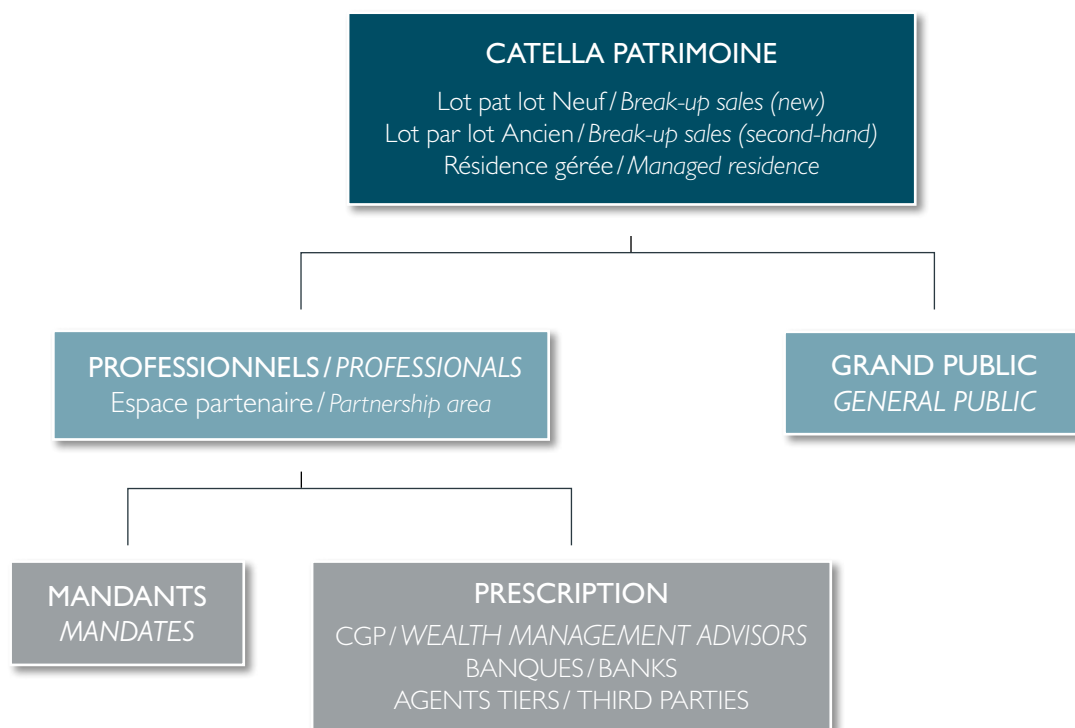 CATELLA PATRIMOINE
Lot pat lot Neuf / Break-up sales (new)
Lot par lot Ancien / Break-up sales (second-hand)
Résidence gérée / Managed residence
PROFESSIONNELS / PROFESSIONALS
Espace partenaire / Partnership area
GRAND PUBLIC
GENERAL PUBLIC
MANDANTS
MANDATES
PRESCRIPTION
CGP / WEALTH MANAGEMENT ADVISORS
BANQUES / BANKS
AGENTS TIERS / THIRD PARTIES